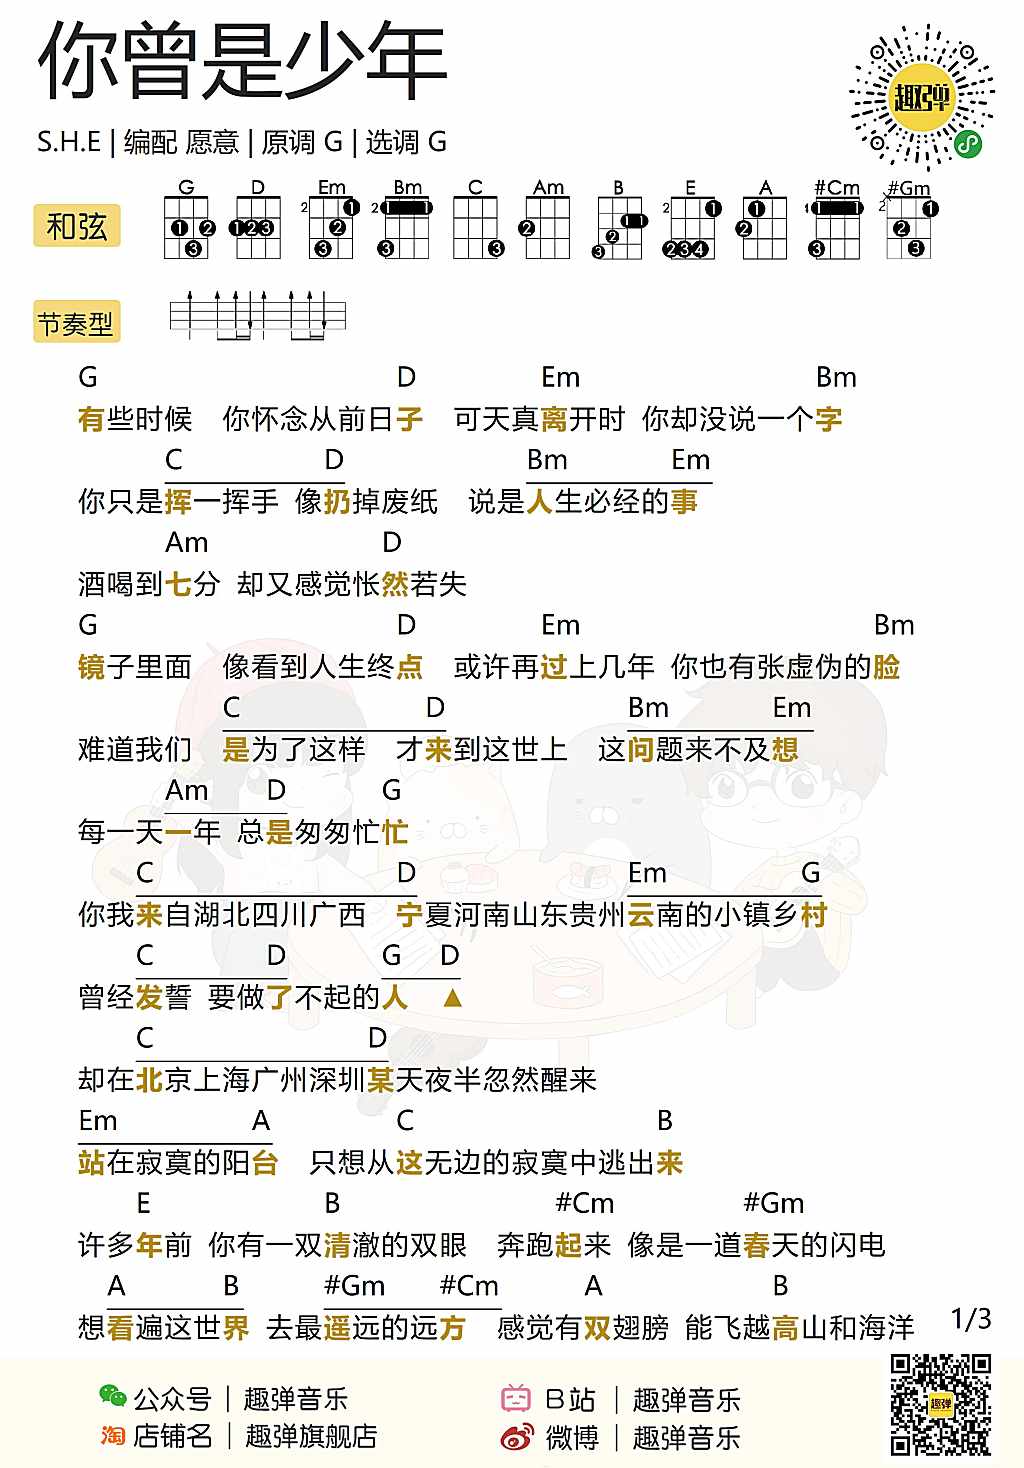 你曾是少年
S.H.E | 编配 愿意 | 原调 G | 选调 G
趣弹
和弦 G D Em Bm C Am B E A #Cm #Gm
节奏型
G D Em Bm
有些时候 你怀念从前日子 可天真离开时 你却没说一个字
C D Bm Em
你只是挥一挥手 像扔掉废纸 说是人生必经的事
Am D
酒喝到七分 却又感觉怅然若失
G D Em Bm
镜子里面 像看到人生终点 或许再过上几年 你也有张虚伪的脸
C D Bm Em
难道我们 是为了这样 才来到这世上 这问题来不及想
Am D G
每一天一年 总是匆匆忙忙
C D Em G
你我来自湖北四川广西 宁夏河南山东贵州云南的小镇乡村
C D G D
曾经发誓 要做了不起的人 ▲
C D
却在北京上海广州深圳某天夜半忽然醒来
Em A C B
站在寂寞的阳台 只想从这无边的寂寞中逃出来
E B #Cm #Gm
许多年前 你有一双清澈的双眼 奔跑起来 像是一道春天的闪电
A B #Gm #Cm A B
想看遍这世界 去最遥远的远方 感觉有双翅膀 能飞越高山和海洋
1/3
公众号 | 趣弹音乐
B站 | 趣弹音乐
淘 店铺名 | 趣弹旗舰店
微博 | 趣弹音乐
趣弹